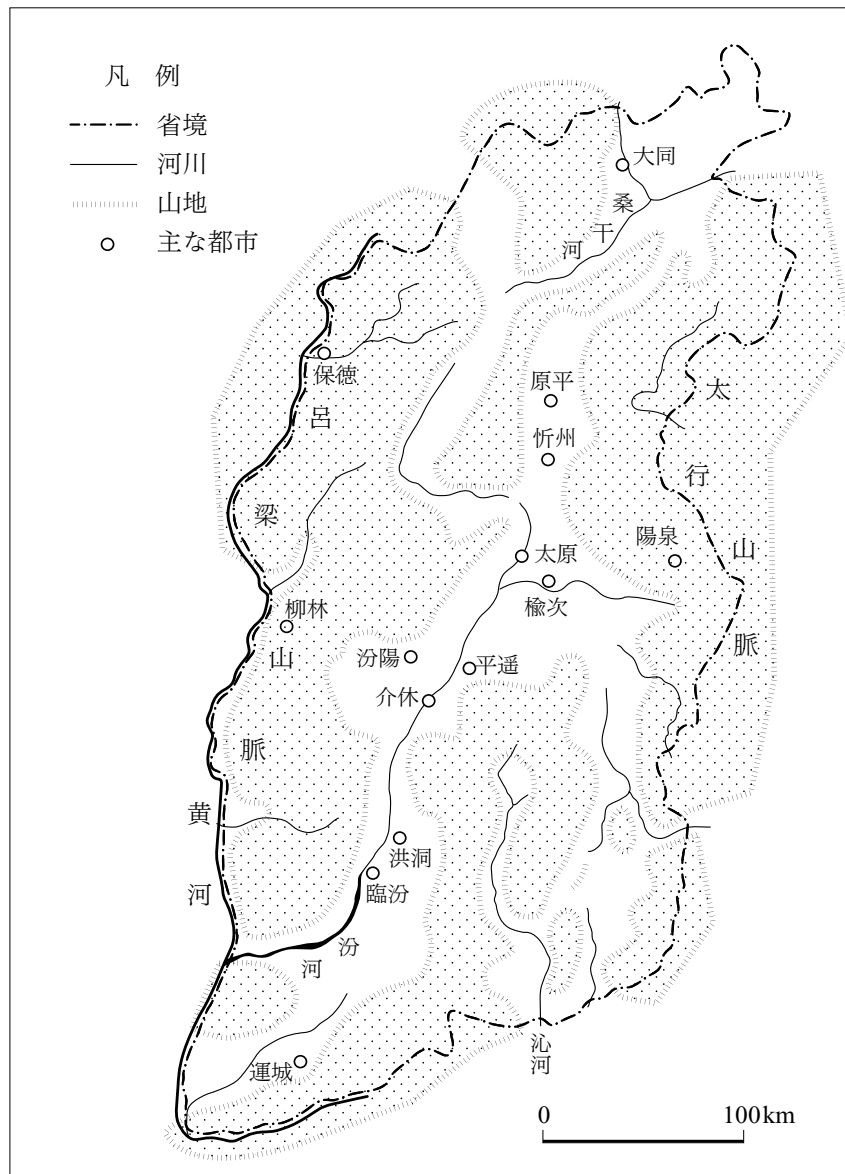 凡 例
省境
河川
山地
主な都市
大同
桑干河
保徳
原平
忻州
呂梁山脈
太行山脈
陽泉
太原
楡次
柳林
汾陽
平遥
介休
黄河
洪洞
臨汾
汾河
運城
沁河
0 100km